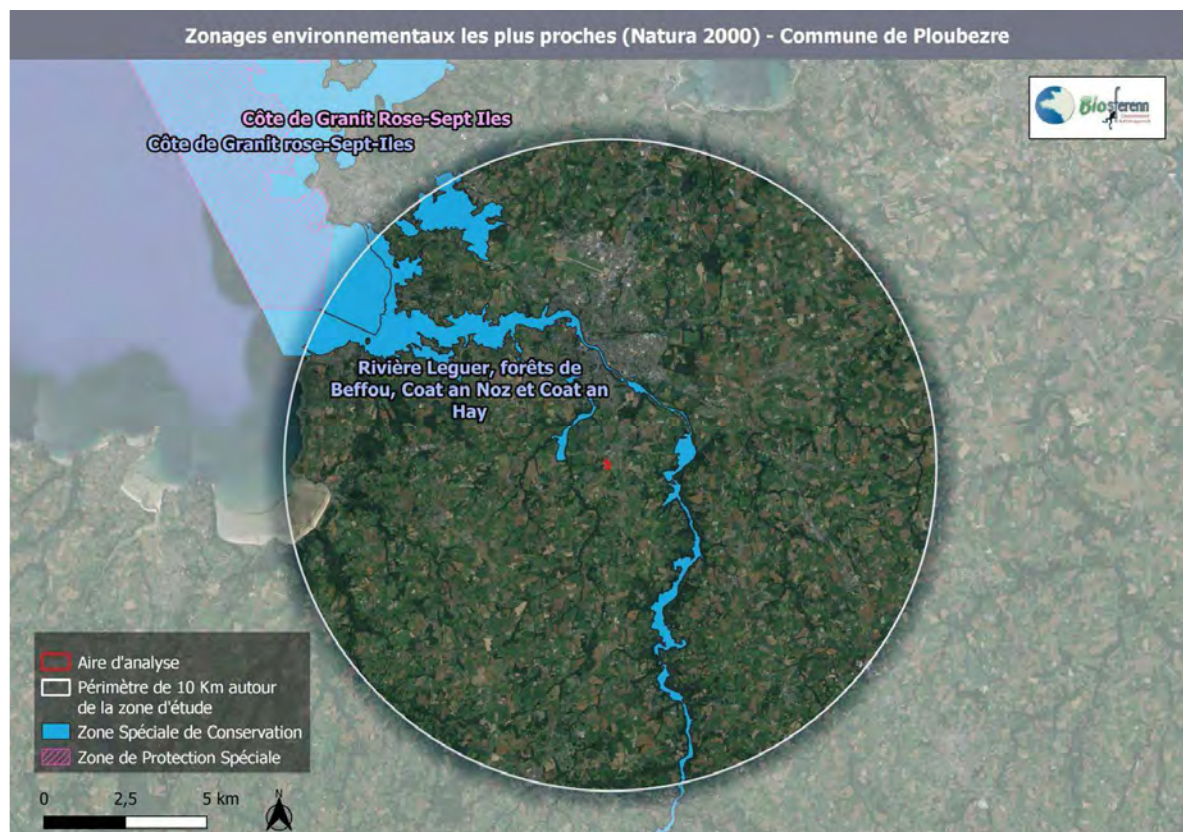 Zonages environnementaux les plus proches (Natura 2000) - Commune de Ploubezre
Biosferenn
Côte de Granit Rose-Sept Iles
Côte de Granit rose-Sept-Iles
Rivière Leguer, forêts de
Beffou, Coat an Noz et Coat an
Hay
Aire d'analyse
Périmètre de 10 Km autour
de la zone d'étude
Zone Spéciale de Conservation
Zone de Protection Spéciale
0 2,5 5 km
N